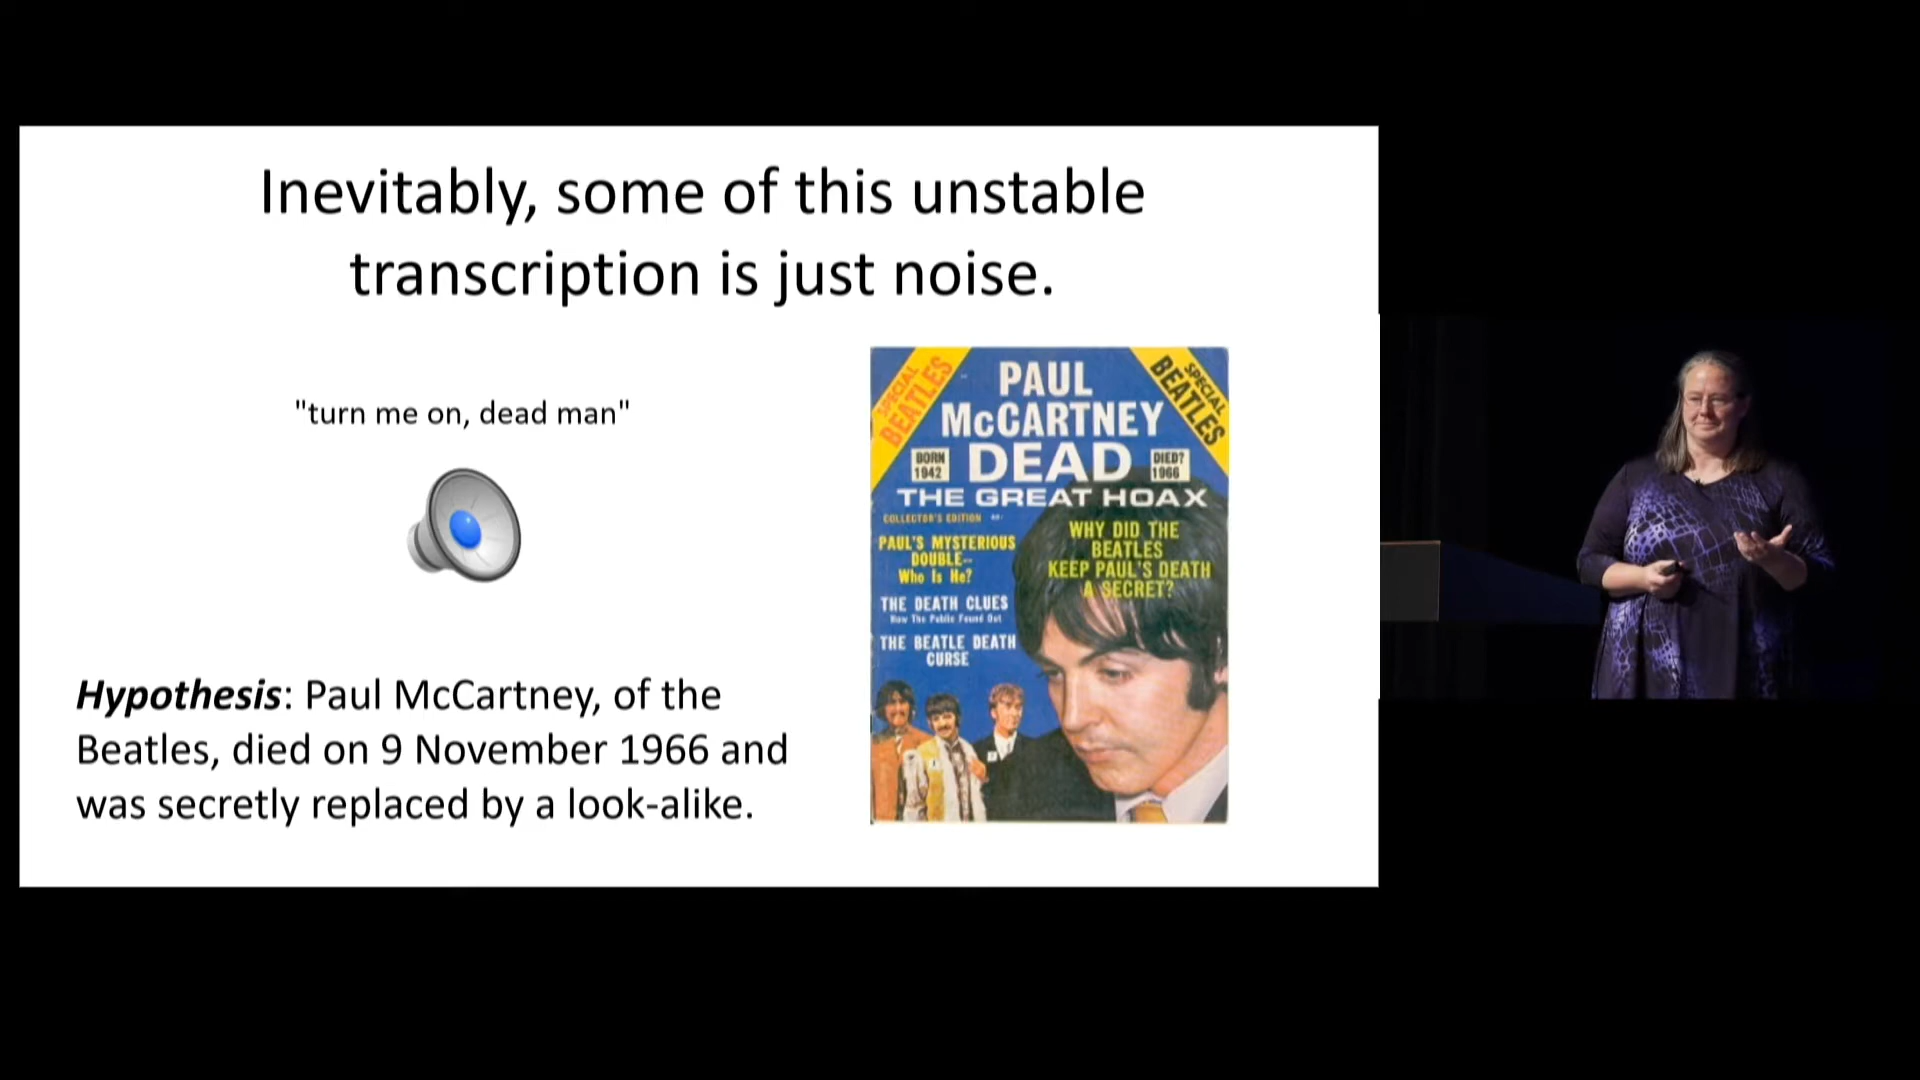 Inevitably, some of this unstable
transcription is just noise.
"turn me on, dead man"
Hypothesis: Paul McCartney, of the
Beatles, died on 9 November 1966 and
was secretly replaced by a look-alike.
SPECIAL
BEATLES
SPECIAL
BEATLES
PAUL
McCARTNEY
BORN
1942
DEAD
DIED?
1966
THE GREAT HOAX
COLLECTOR'S EDITION
PAUL'S MYSTERIOUS
DOUBLE--
Who Is He?
THE DEATH CLUES
How The Public Found Out
THE BEATLE DEATH
CURSE
WHY DID THE
BEATLES
KEEP PAUL'S DEATH
A SECRET?